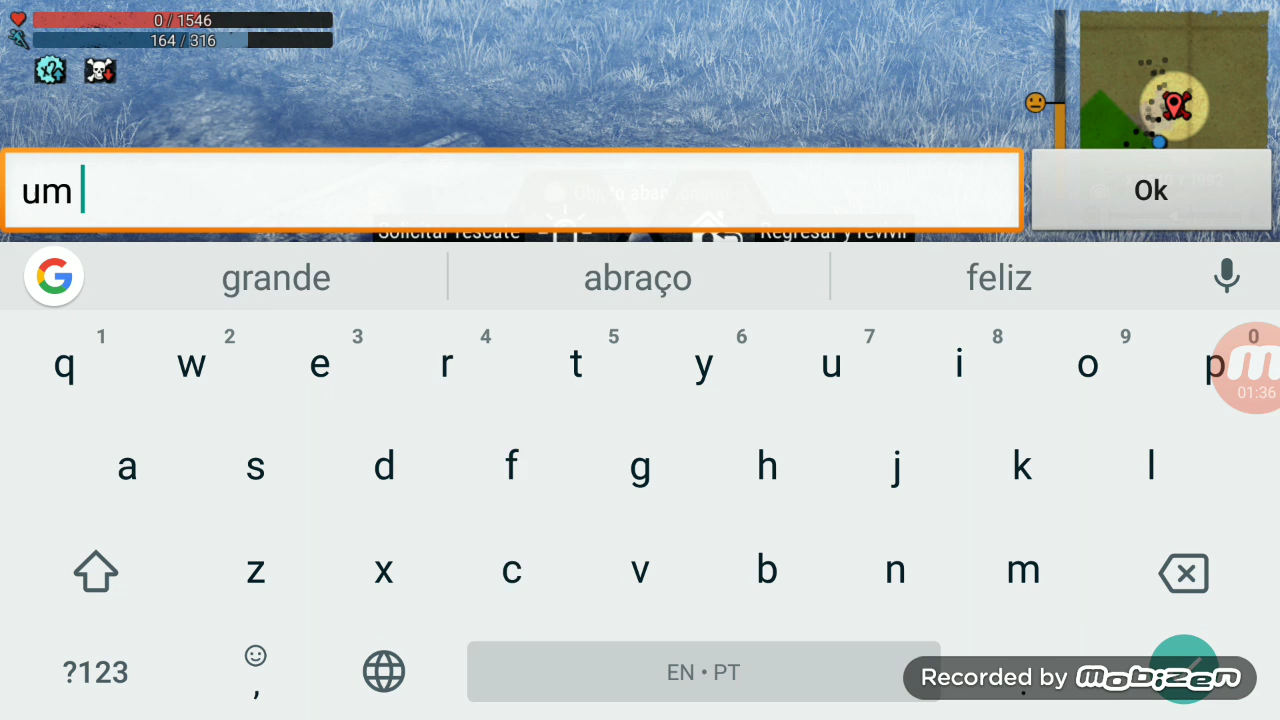 0 / 1546
164 / 316
um
Ok
Solicitar rescate
Regresar y revivir
grande abraço feliz
1 2 3 4 5 6 7 8 9 0
q w e r t y u i o p
01:36
a s d f g h j k l
z x c v b n m
?123 , EN • PT .
Recorded by mobizen